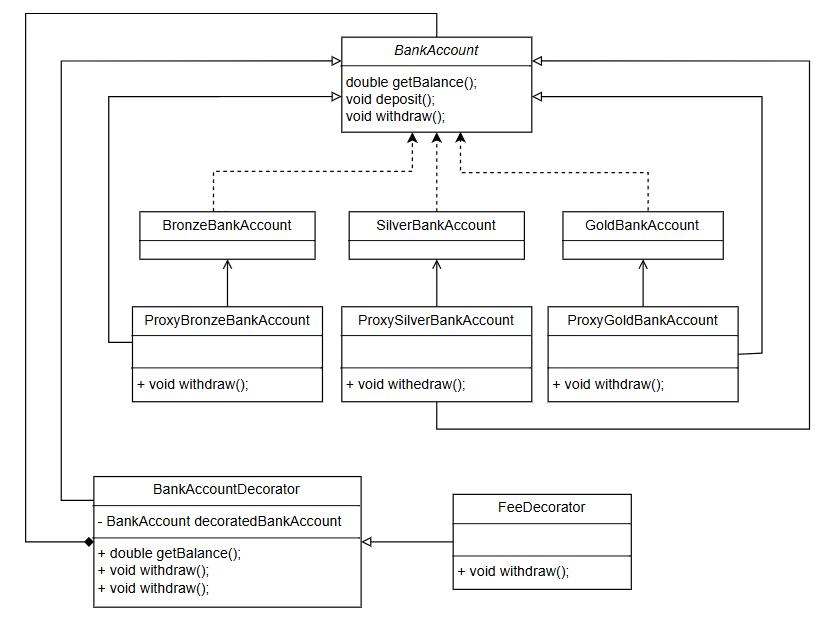 BankAccount
double getBalance();
void deposit();
void withdraw();
BronzeBankAccount
SilverBankAccount
GoldBankAccount
ProxyBronzeBankAccount
+ void withdraw();
ProxySilverBankAccount
+ void withedraw();
ProxyGoldBankAccount
+ void withdraw();
BankAccountDecorator
- BankAccount decoratedBankAccount
+ double getBalance();
+ void withdraw();
+ void withdraw();
FeeDecorator
+ void withdraw();